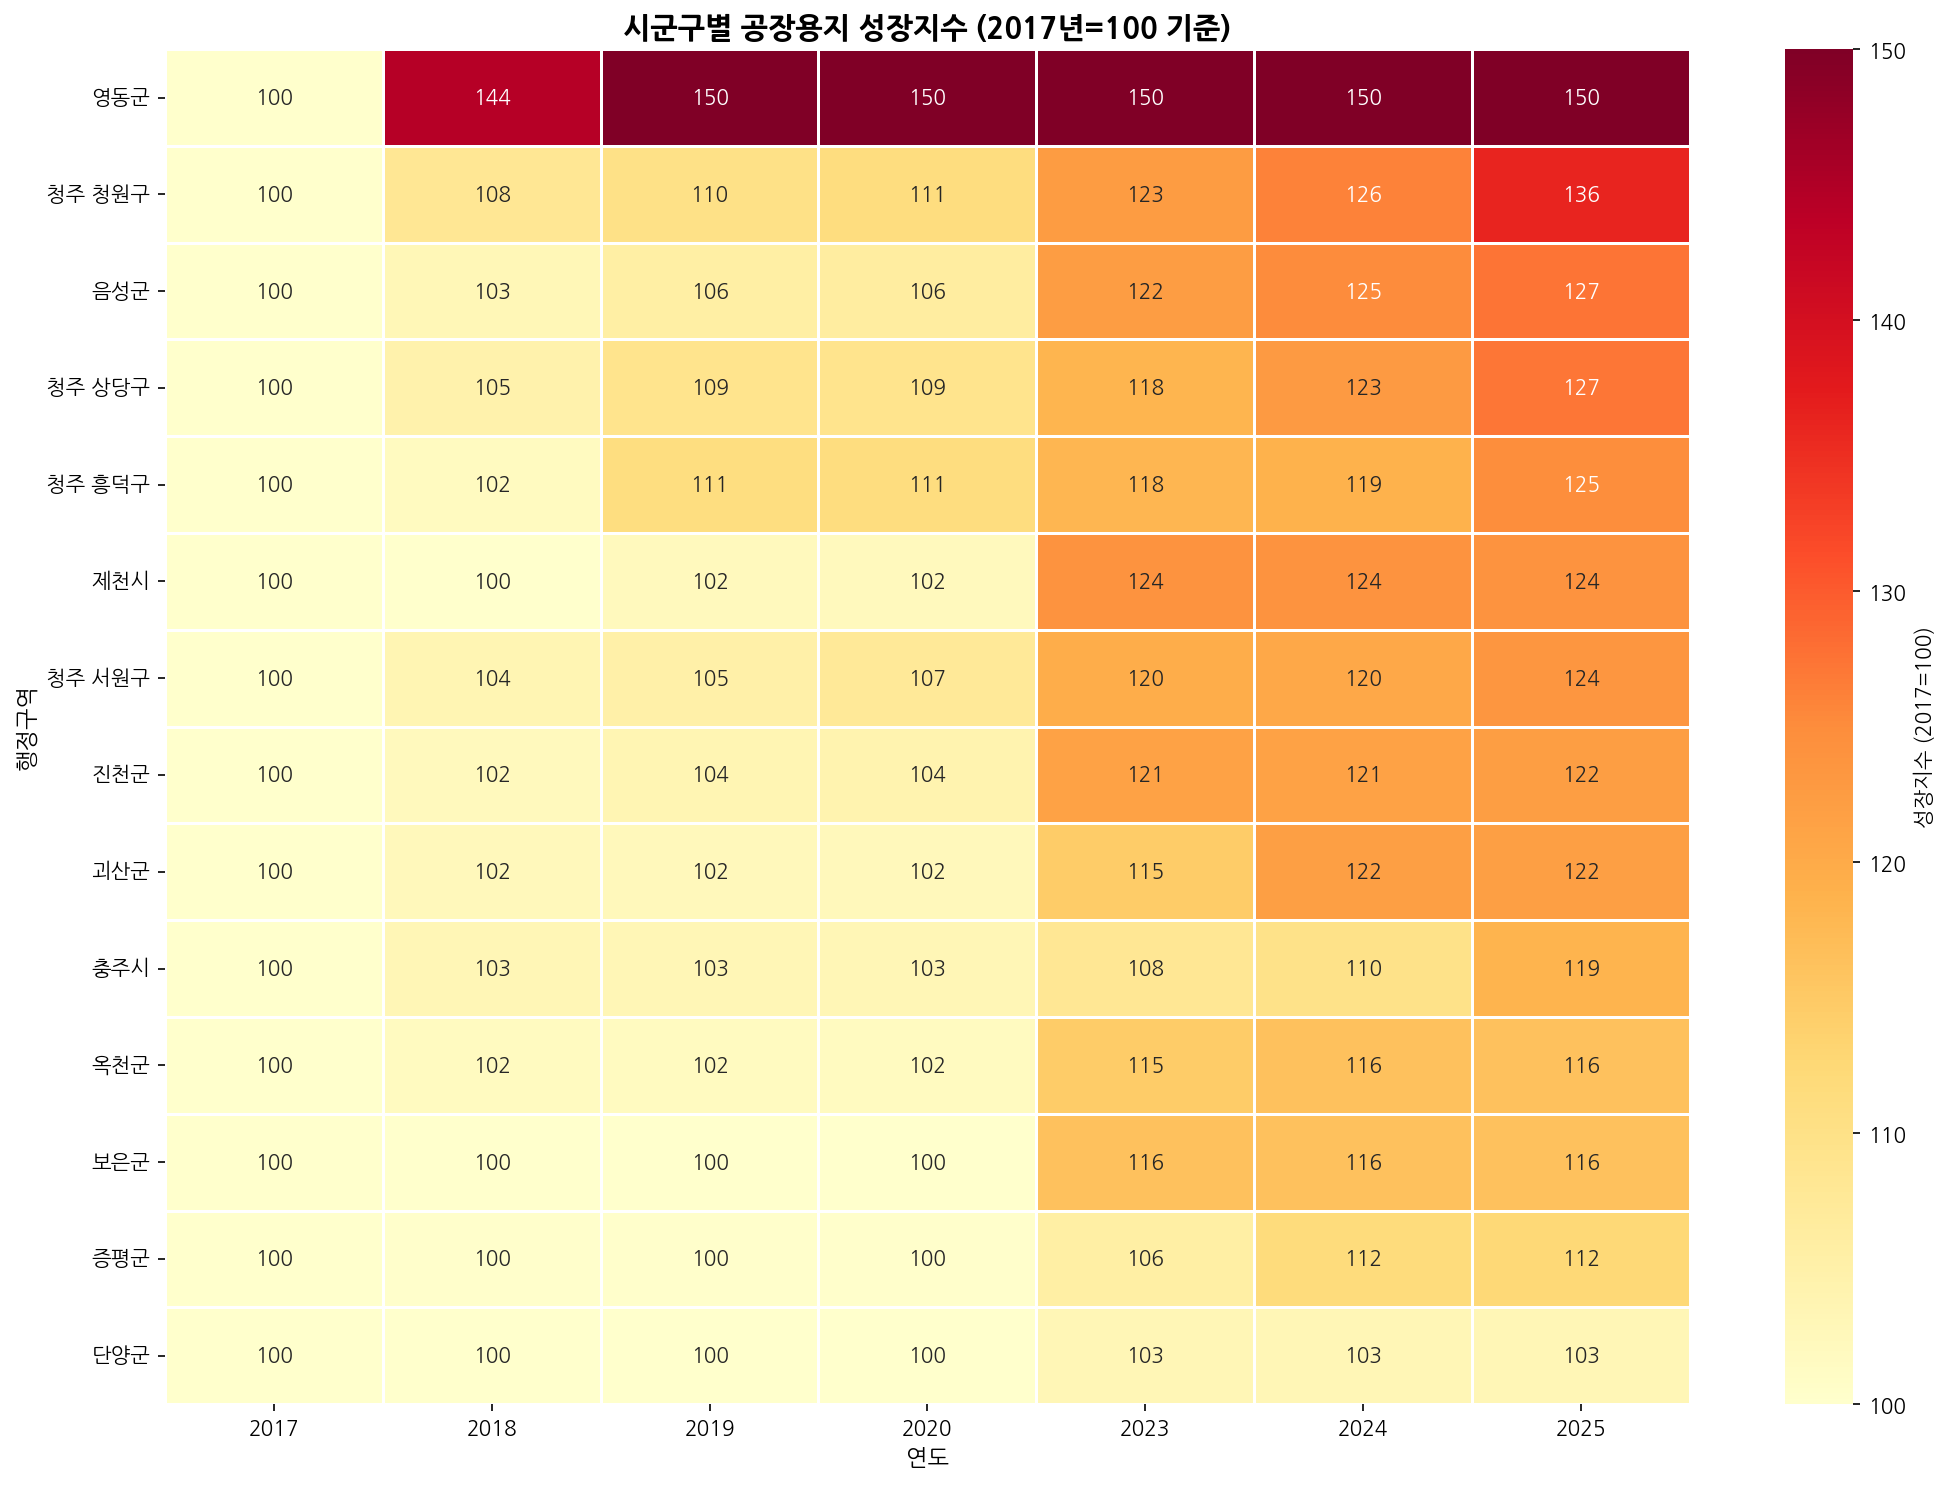 시군구별 공장용지 성장지수 (2017년=100 기준)
영동군 100 144 150 150 150 150 150
청주 청원구 100 108 110 111 123 126 136
음성군 100 103 106 106 122 125 127
청주 상당구 100 105 109 109 118 123 127
청주 흥덕구 100 102 111 111 118 119 125
제천시 100 100 102 102 124 124 124
청주 서원구 100 104 105 107 120 120 124
진천군 100 102 104 104 121 121 122
괴산군 100 102 102 102 115 122 122
충주시 100 103 103 103 108 110 119
옥천군 100 102 102 102 115 116 116
보은군 100 100 100 100 116 116 116
증평군 100 100 100 100 106 112 112
단양군 100 100 100 100 103 103 103
2017 2018 2019 2020 2023 2024 2025
연도
행정구역
150
140
130
120
110
100
성장지수 (2017=100)